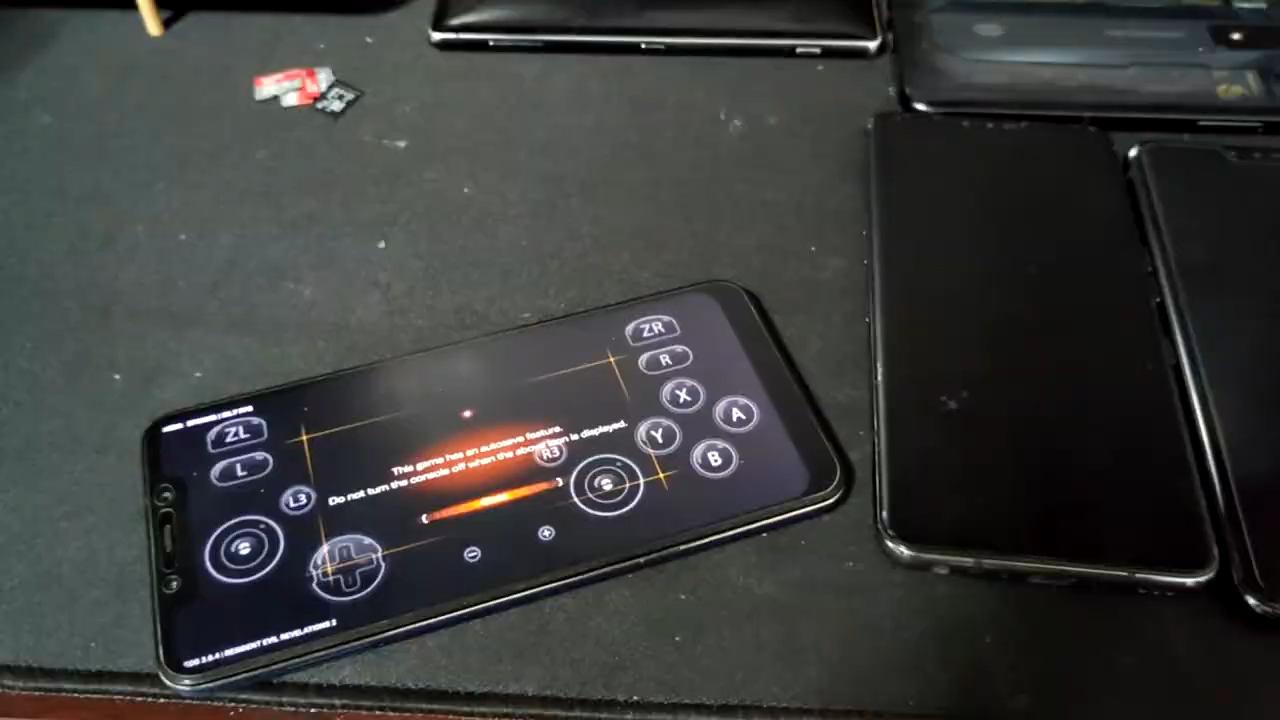 ZR
R
X
A
Y
B
ZL
L
L3
R3
This game has an autosave feature.
Do not turn the console off when the above icon is displayed.
RESIDENT EVIL REVELATIONS 2